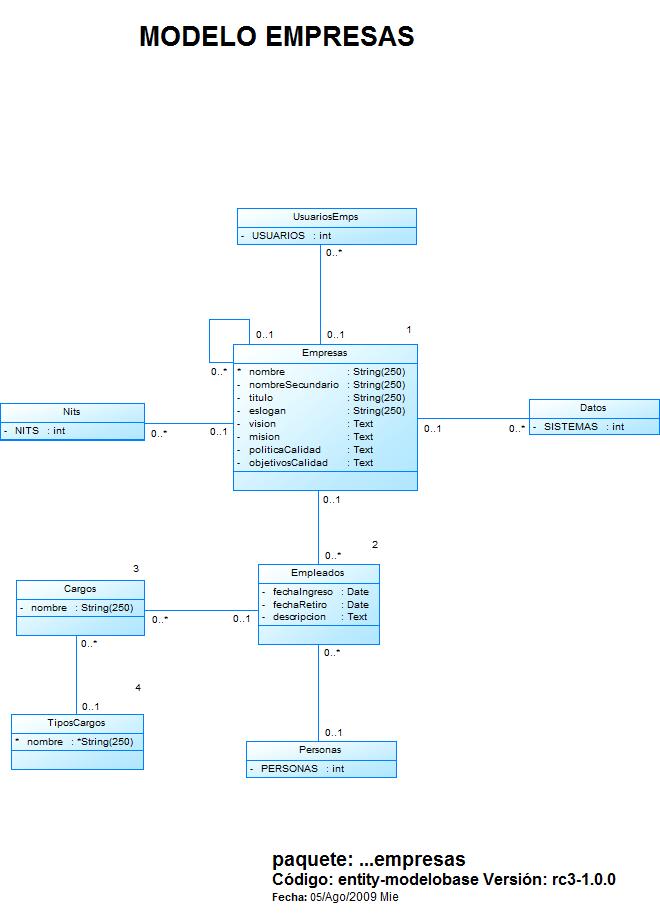 MODELO EMPRESAS
UsuariosEmps
- USUARIOS : int
0..*
0..1
0..1
1
Empresas
0..*
* nombre : String(250)
- nombreSecundario : String(250)
- titulo : String(250)
- eslogan : String(250)
- vision : Text
- mision : Text
- politicaCalidad : Text
- objetivosCalidad : Text
Nits
- NITS : int
0..*
0..1
Datos
- SISTEMAS : int
0..1
0..*
0..1
0..*
2
Empleados
- fechaIngreso : Date
- fechaRetiro : Date
- descripcion : Text
3
Cargos
- nombre : String(250)
0..*
0..1
0..*
0..*
4
0..1
TiposCargos
* nombre : *String(250)
0..1
Personas
- PERSONAS : int
paquete: ...empresas
Código: entity-modelobase Versión: rc3-1.0.0
Fecha: 05/Ago/2009 Mie